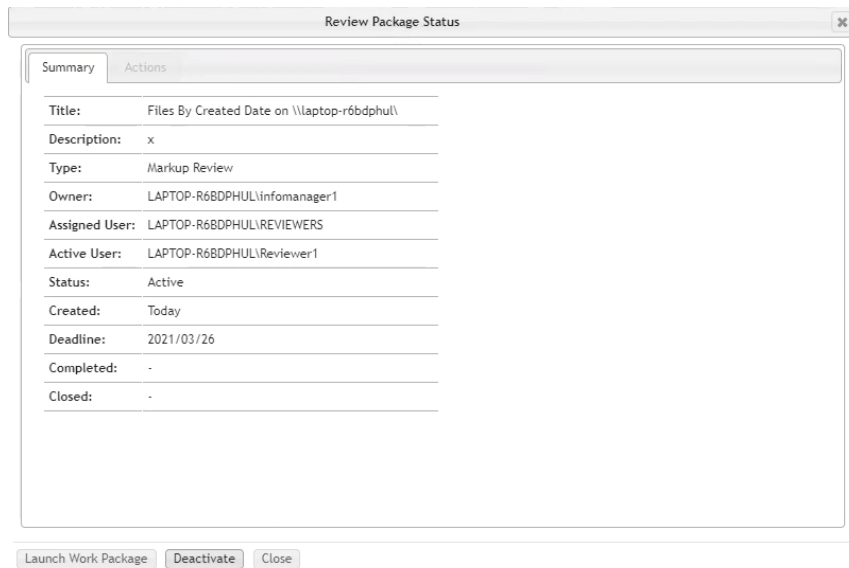 Review Package Status
Summary Actions
Title: Files By Created Date on \\laptop-r6bdphul\
Description: x
Type: Markup Review
Owner: LAPTOP-R6BDPHUL\infomanager1
Assigned User: LAPTOP-R6BDPHUL\REVIEWERS
Active User: LAPTOP-R6BDPHUL\Reviewer1
Status: Active
Created: Today
Deadline: 2021/03/26
Completed: -
Closed: -
Launch Work Package Deactivate Close